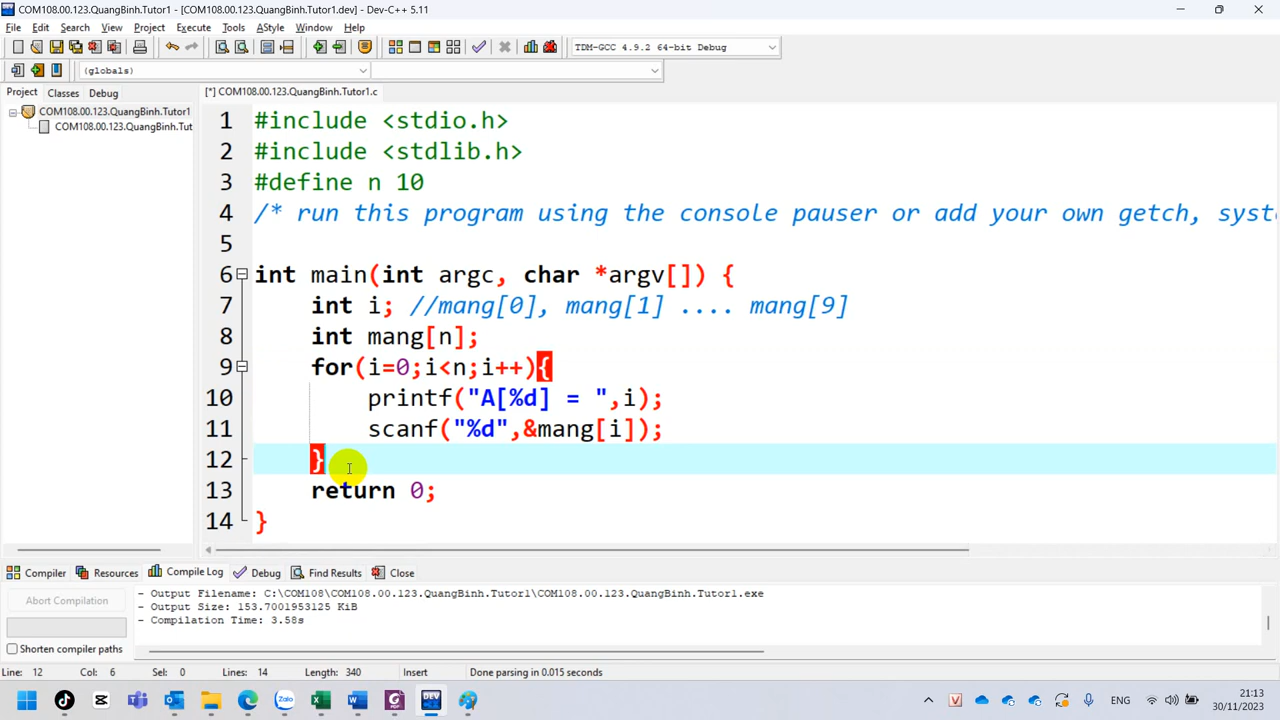 COM108.00.123.QuangBinh.Tutor1 - [COM108.00.123.QuangBinh.Tutor1.dev] - Dev-C++ 5.11
File Edit Search View Project Execute Tools AStyle Window Help
TDM-GCC 4.9.2 64-bit Debug
(globals)
Project Classes Debug
[*] COM108.00.123.QuangBinh.Tutor1.c
COM108.00.123.QuangBinh.Tutor1
COM108.00.123.QuangBinh.Tut
1 #include <stdio.h>
2 #include <stdlib.h>
3 #define n 10
4 /* run this program using the console pauser or add your own getch, syste
5
6 int main(int argc, char *argv[]) {
7 int i; //mang[0], mang[1] .... mang[9]
8 int mang[n];
9 for(i=0;i<n;i++){
10 printf("A[%d] = ",i);
11 scanf("%d",&mang[i]);
12 }
13 return 0;
14 }
Compiler Resources Compile Log Debug Find Results Close
Abort Compilation
Shorten compiler paths
- Output Filename: C:\COM108\COM108.00.123.QuangBinh.Tutor1\COM108.00.123.QuangBinh.Tutor1.exe
- Output Size: 153.7001953125 KiB
- Compilation Time: 3.58s
Line: 12 Col: 6 Sel: 0 Lines: 14 Length: 340 Insert Done parsing in 0.015 seconds
ENG
21:13
30/11/2023